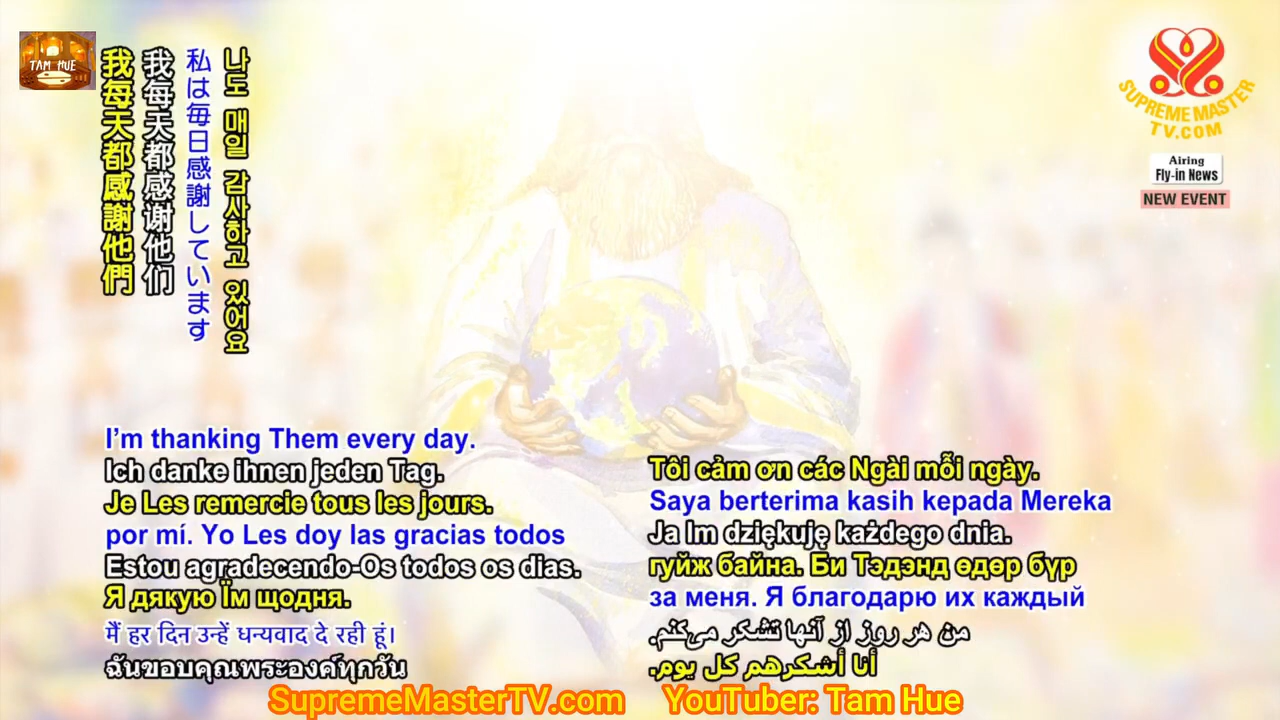 TAM HUE
我每天都感謝他們
我每天都感谢他们
私は毎日感謝しています
나도 매일 감사하고 있어요
SUPREME MASTER
TV.COM
Airing
Fly-in News
NEW EVENT
I'm thanking Them every day.
Ich danke ihnen jeden Tag.
Je Les remercie tous les jours.
por mí. Yo Les doy las gracias todos
Estou agradecendo-Os todos os dias.
Я дякую Їм щодня.
मैं हर दिन उन्हें धन्यवाद दे रही हूं।
ฉันขอบคุณพระองค์ทุกวัน
Tôi cảm ơn các Ngài mỗi ngày.
Saya berterima kasih kepada Mereka
Ja Im dziękuję każdego dnia.
гуйж байна. Би Тэдэнд өдөр бүр
за меня. Я благодарю их каждый
من هر روز از آنها تشکر می‌کنم.
أنا أشكرهم كل يوم.
SupremeMasterTV.com YouTuber: Tam Hue